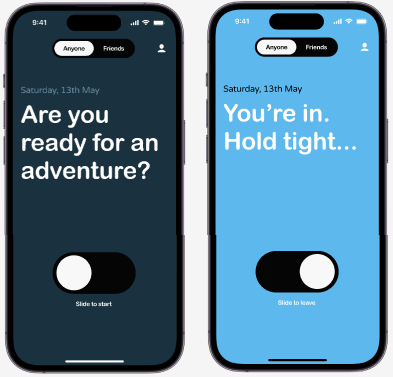 9:41
Anyone
Friends
Saturday, 13th May
Are you
ready for an
adventure?
Slide to start
9:41
Anyone
Friends
Saturday, 13th May
You're in.
Hold tight...
Slide to leave